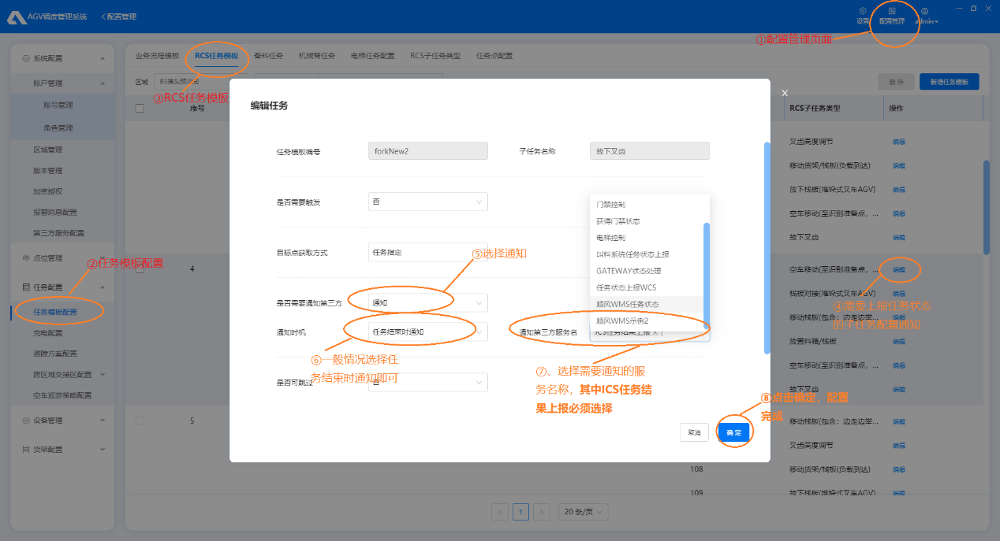 AGV调度管理系统
配置管理
设置
配置管理
admin
①配置管理页面
系统配置
账户管理
账号管理
角色管理
区域管理
版本管理
加密授权
报警消息配置
第三方服务配置
点位管理
②任务模板配置
任务配置
任务模板配置
充电配置
避障方案配置
跨区域交接区配置
空车巡游策略配置
设备管理
货架配置
业务流程模板
RCS任务模板
备料任务
机械臂任务
电梯任务配置
RCS子任务类型
任务点配置
区域
③RCS任务模板
删 除
新增任务模板
序号
RCS子任务类型
操作
4
5
编辑任务
X
任务模板编号
forkNew2
子任务名称
放下叉齿
是否需要触发
否
目标点获取方式
任务指定
⑤选择通知
是否需要通知第三方
通知
通知时机
任务结束时通知
通知第三方服务名
ICS任务结果上报
门禁控制
获得门禁状态
电梯控制
叫料系统任务状态上报
GATEWAY状态处理
任务状态上报WCS
顺风WMS任务状态
顺风WMS示例2
⑥一般情况选择任
务结束时通知即可
是否可跳过
否
⑦、选择需要通知的服
务名称，其中ICS任务结
果上报必须选择
⑧点击确定，配置
完成
取消
确 定
叉齿高度调节
编辑
移动货架/栈板(负载到达)
编辑
放下栈板(堆垛式叉车AGV)
编辑
空车移动(至识别准备点，...
编辑
放下叉齿
编辑
空车移动(至识别准备点，...
编辑
栈板对接(堆垛式叉车AGV)
编辑
④需要上报任务状态
的子任务配置通知
移动栈板(包含：边走边举...
编辑
放置料箱/栈板
编辑
空车移动(至识别准备点，...
编辑
放下叉齿
编辑
移动栈板(包含：边走边举...
编辑
叉齿高度调节
编辑
108
移动货架/栈板(负载到达)
编辑
109
放下栈板(堆垛式叉车AGV)
编辑
<
1
>
20 条/页